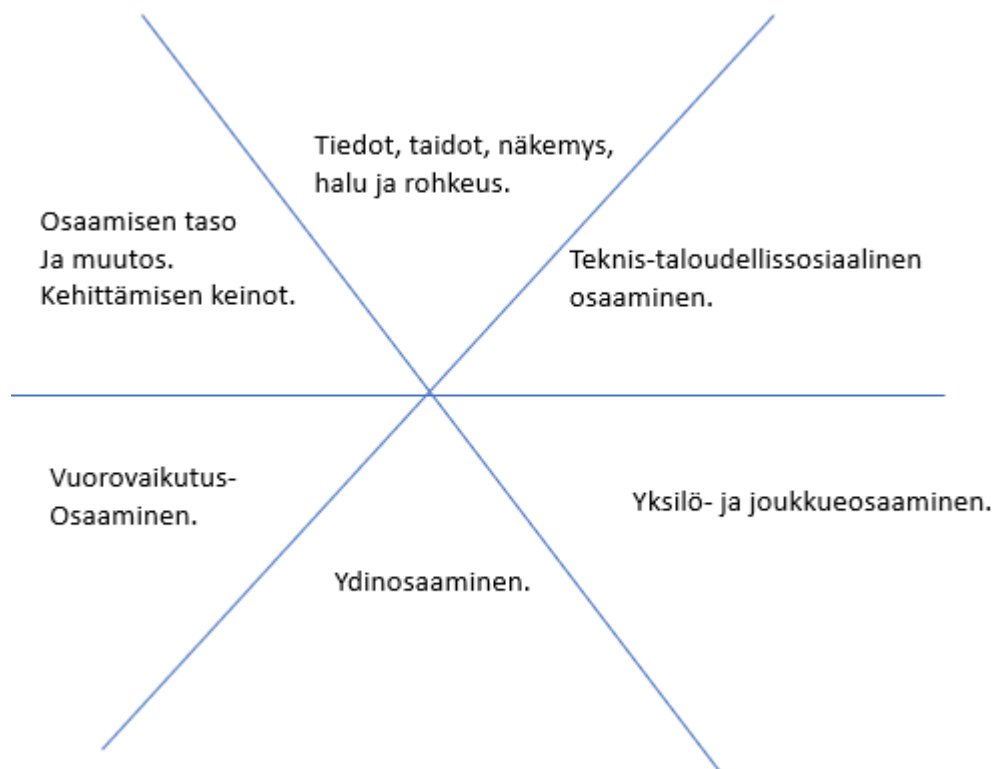 Tiedot, taidot, näkemys,
halu ja rohkeus.
Osaamisen taso
Ja muutos.
Kehittämisen keinot.
Teknis-taloudellissosiaalinen
osaaminen.
Vuorovaikutus-
Osaaminen.
Yksilö- ja joukkueosaaminen.
Ydinosaaminen.